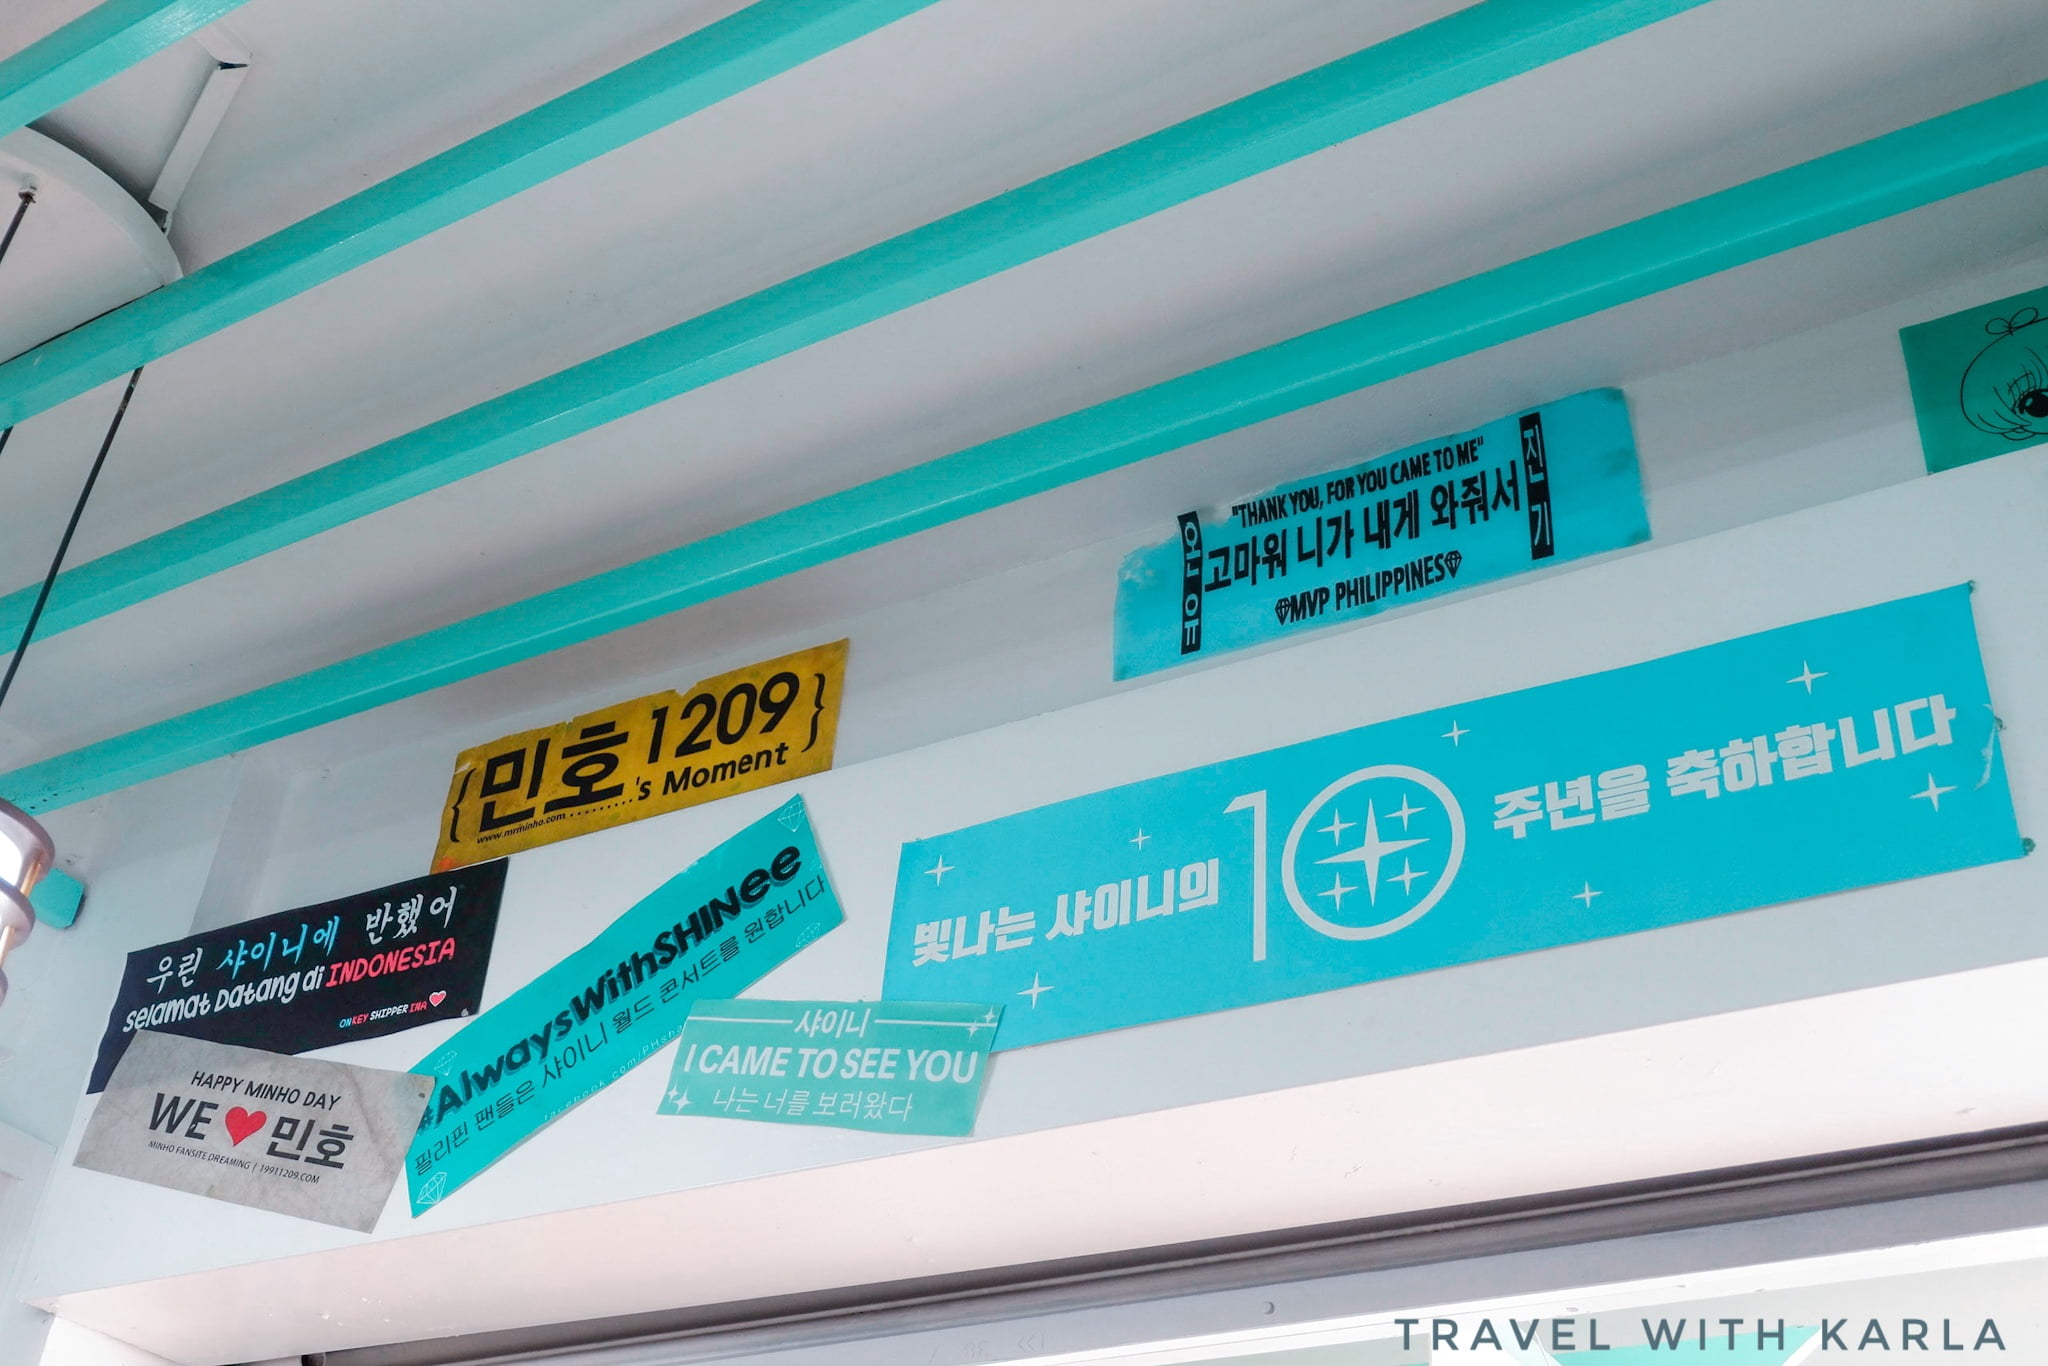 "THANK YOU, FOR YOU CAME TO ME"
고마워 니가 내게 와줘서
MVP PHILIPPINES
온유
진기
{민호1209}
's Moment
www.mrminho.com
빛나는 샤이니의 10 주년을 축하합니다
우린 샤이니에 반했어
selamat Datang di INDONESIA
ONKEY SHIPPER INA
#AlwaysWithSHINee
필리핀 팬들은 샤이니 월드 콘서트를 원합니다
샤이니
I CAME TO SEE YOU
나는 너를 보러왔다
HAPPY MINHO DAY
WE ♥ 민호
MINHO FANSITE DREAMING | 19911209.COM
TRAVEL WITH KARLA